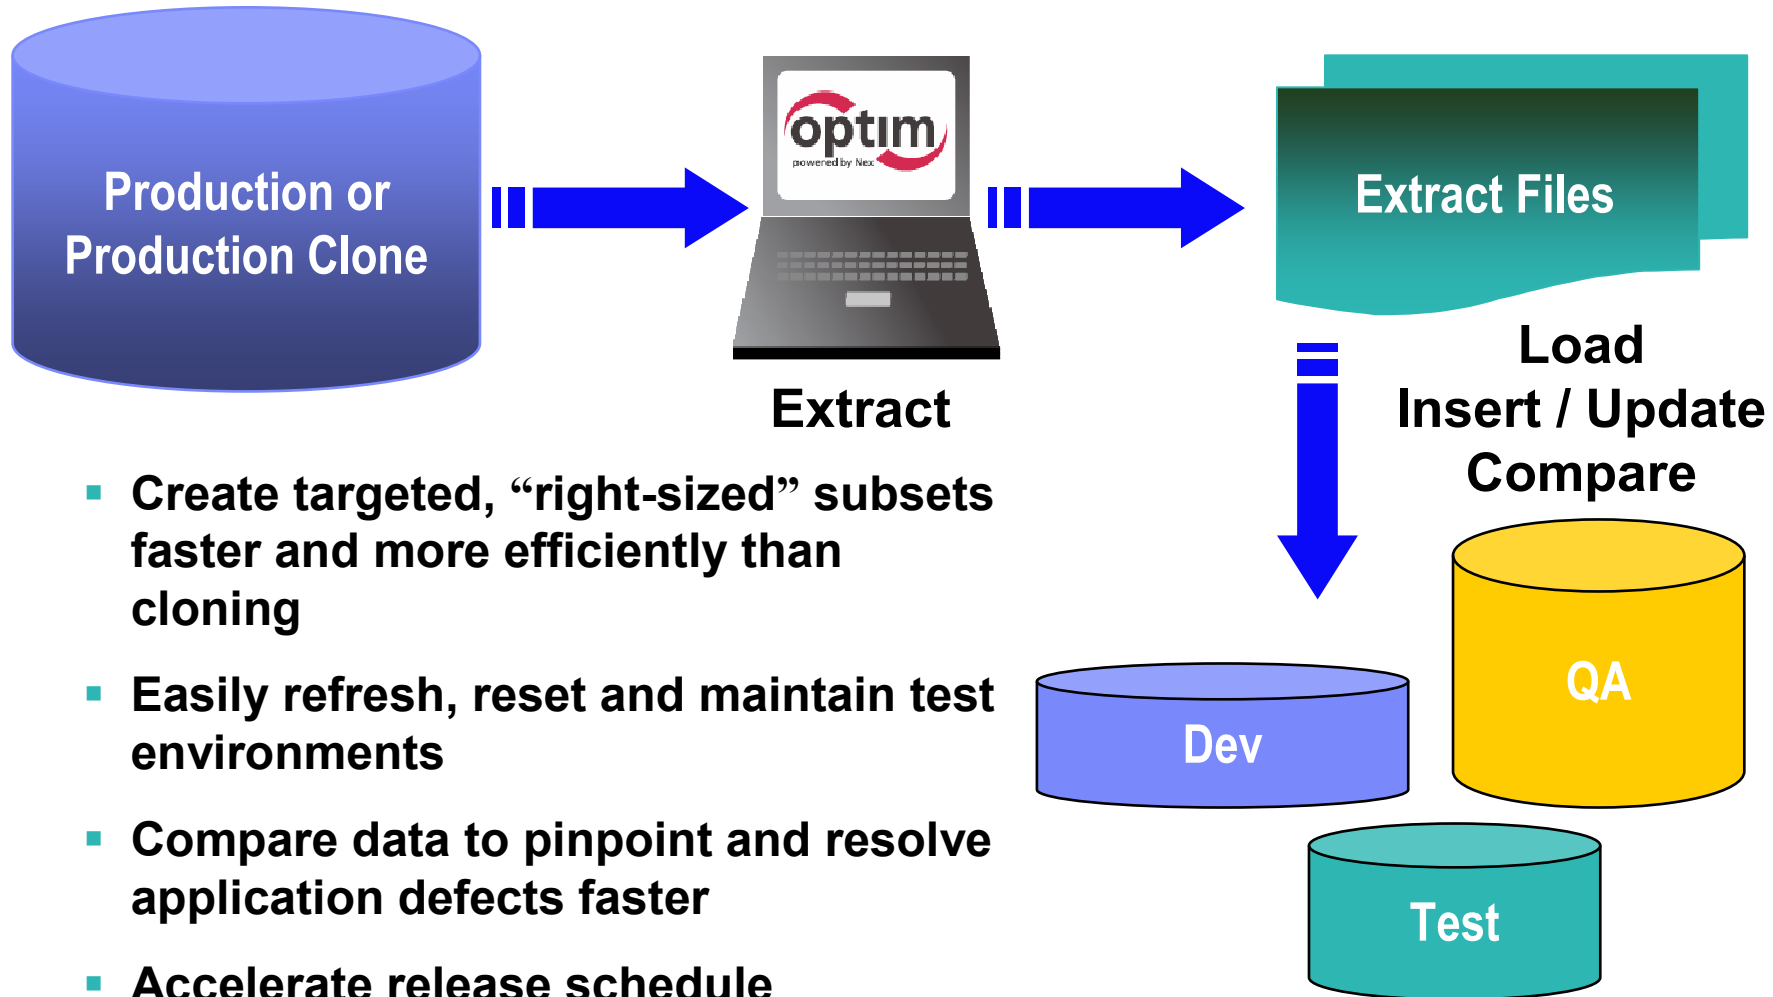 Production or
Production Clone
optim
powered by Nex
Extract
Extract Files
Load
Insert / Update
Compare
▪ Create targeted, “right-sized” subsets
faster and more efficiently than
cloning
▪ Easily refresh, reset and maintain test
environments
▪ Compare data to pinpoint and resolve
application defects faster
▪ Accelerate release schedule
QA
Dev
Test